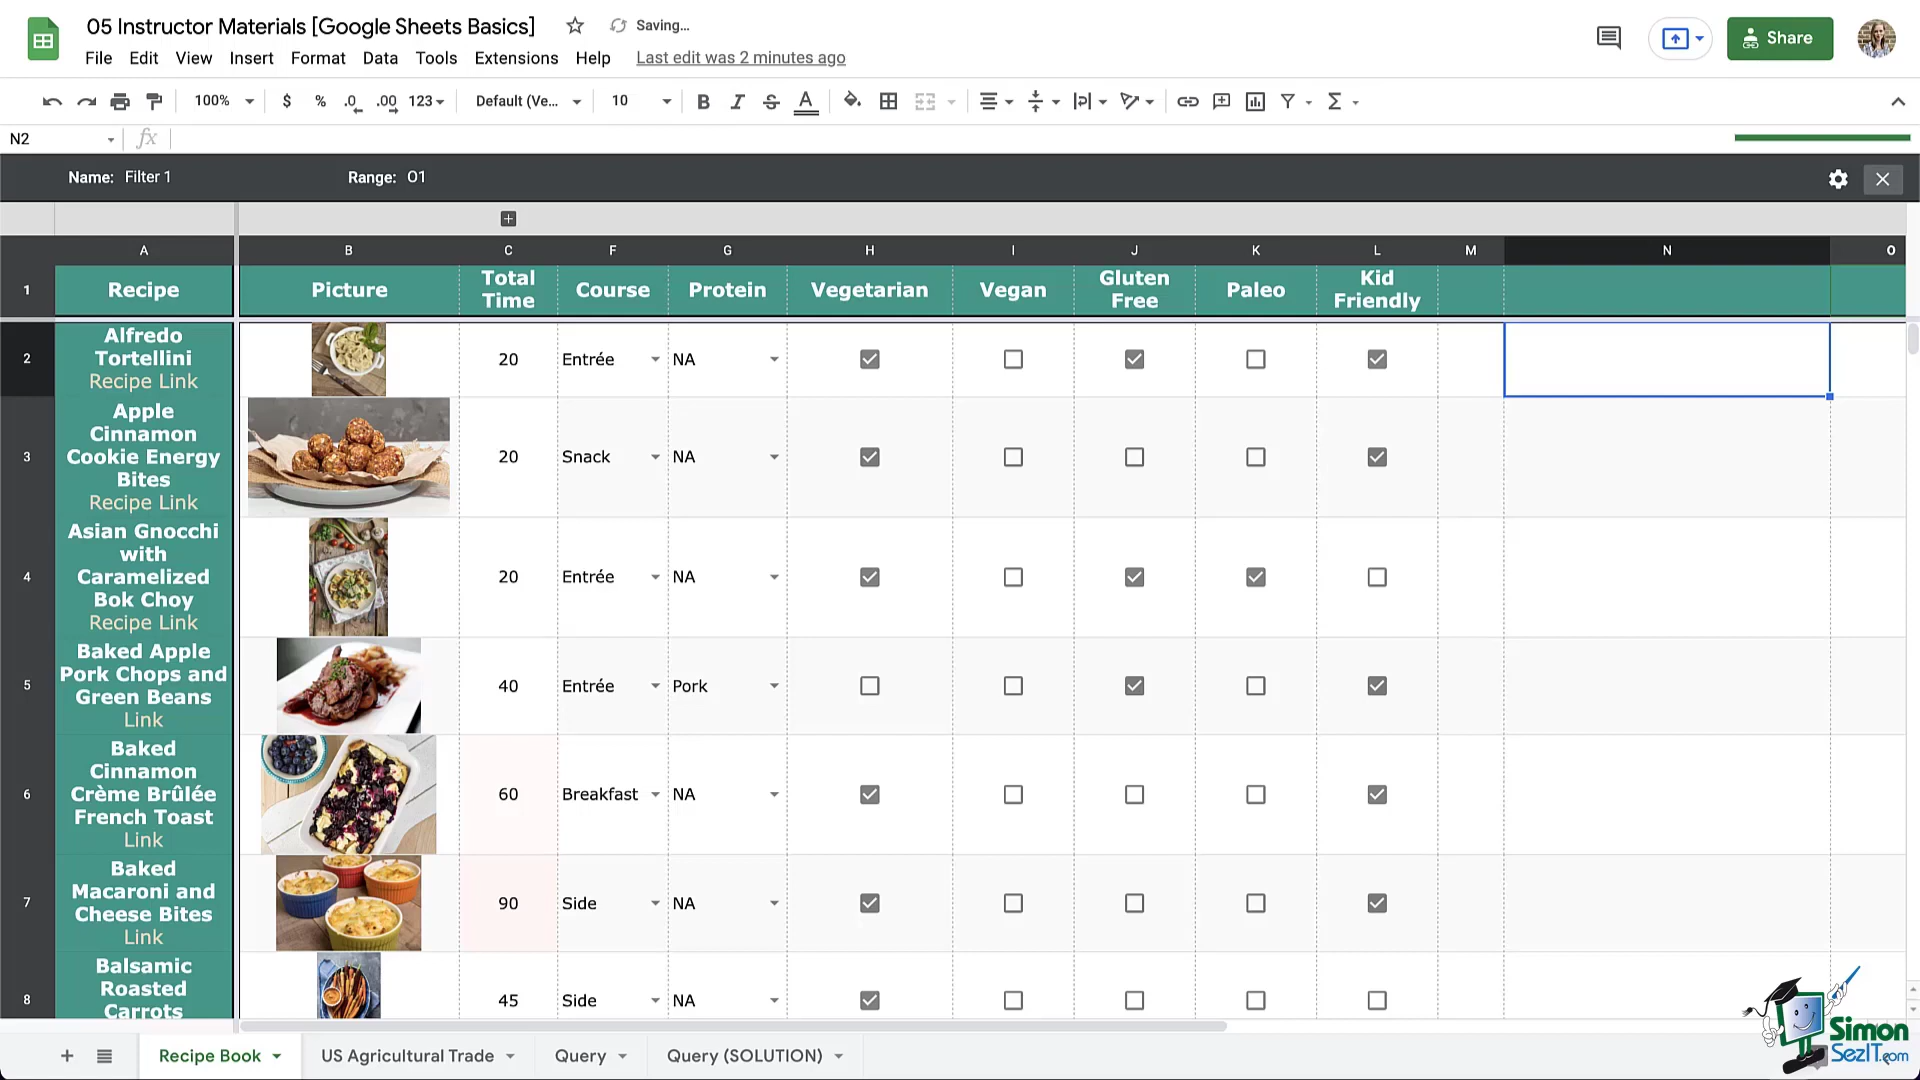 05 Instructor Materials [Google Sheets Basics]
Saving...
File Edit View Insert Format Data Tools Extensions Help Last edit was 2 minutes ago
Share
100% $ % .0 .00 123 Default (Ve... 10 B I S A Σ
N2 fx
Name: Filter 1 Range: O1
A B C F G H I J K L M N O
1 Recipe Picture Total Time Course Protein Vegetarian Vegan Gluten Free Paleo Kid Friendly
2 Alfredo Tortellini Recipe Link 20 Entrée NA
3 Apple Cinnamon Cookie Energy Bites Recipe Link 20 Snack NA
4 Asian Gnocchi with Caramelized Bok Choy Recipe Link 20 Entrée NA
5 Baked Apple Pork Chops and Green Beans Link 40 Entrée Pork
6 Baked Cinnamon Crème Brûlée French Toast Link 60 Breakfast NA
7 Baked Macaroni and Cheese Bites Link 90 Side NA
8 Balsamic Roasted Carrots 45 Side NA
Recipe Book US Agricultural Trade Query Query (SOLUTION)
Simon
SezIT.com